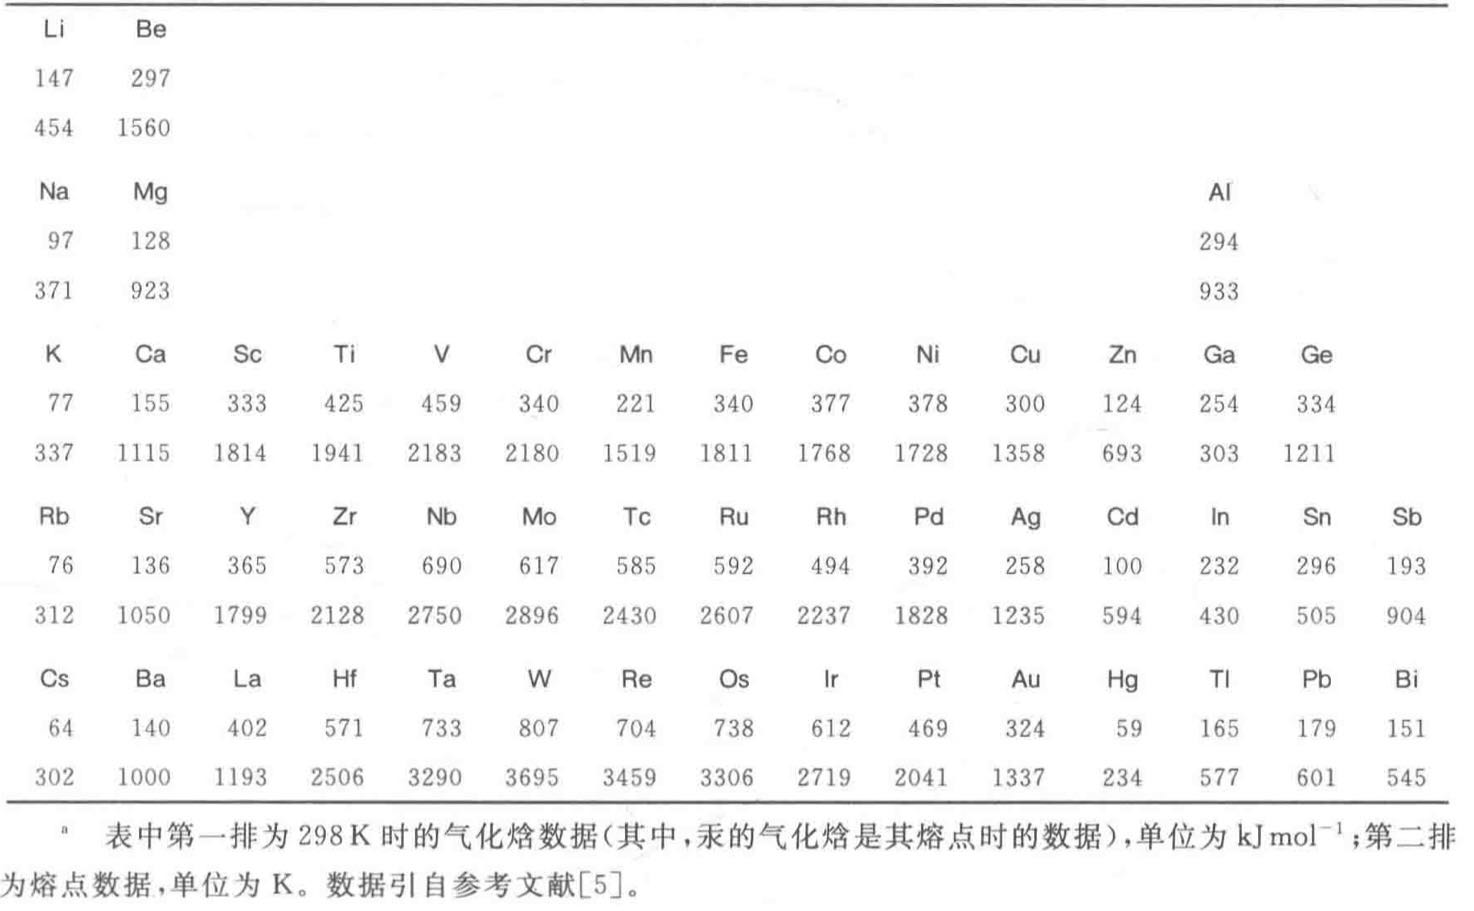 Li Be
147 297
454 1560
Na Mg Al
97 128 294
371 923 933
K Ca Sc Ti V Cr Mn Fe Co Ni Cu Zn Ga Ge
77 155 333 425 459 340 221 340 377 378 300 124 254 334
337 1115 1814 1941 2183 2180 1519 1811 1768 1728 1358 693 303 1211
Rb Sr Y Zr Nb Mo Tc Ru Rh Pd Ag Cd In Sn Sb
76 136 365 573 690 617 585 592 494 392 258 100 232 296 193
312 1050 1799 2128 2750 2896 2430 2607 2237 1828 1235 594 430 505 904
Cs Ba La Hf Ta W Re Os Ir Pt Au Hg Tl Pb Bi
64 140 402 571 733 807 704 738 612 469 324 59 165 179 151
302 1000 1193 2506 3290 3695 3459 3306 2719 2041 1337 234 577 601 545
ᵃ 表中第一排为298K时的气化焓数据(其中,汞的气化焓是其熔点时的数据),单位为kJmol⁻¹;第二排
为熔点数据,单位为K。数据引自参考文献[5]。